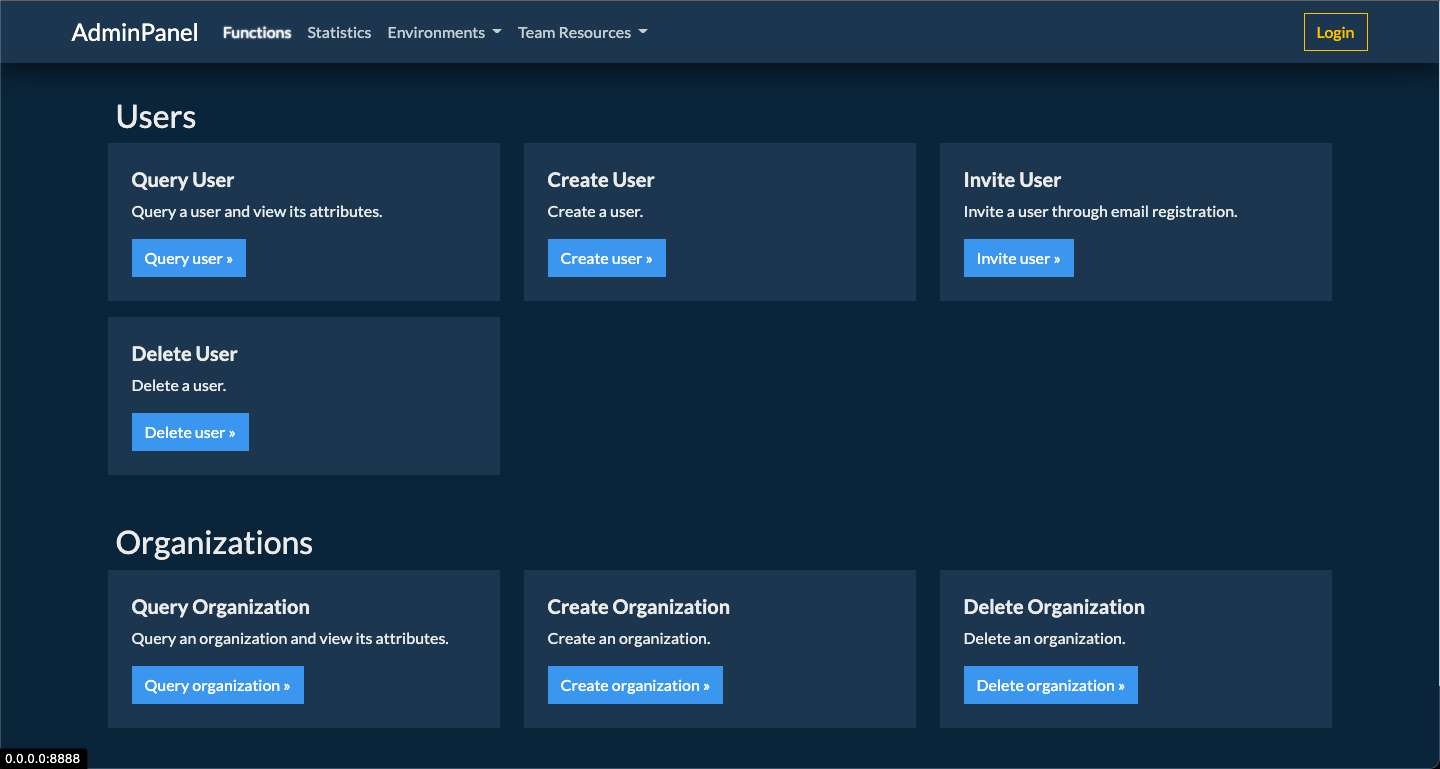 AdminPanel Functions Statistics Environments Team Resources Login
Users
Query User
Query a user and view its attributes.
Query user »
Create User
Create a user.
Create user »
Invite User
Invite a user through email registration.
Invite user »
Delete User
Delete a user.
Delete user »
Organizations
Query Organization
Query an organization and view its attributes.
Query organization »
Create Organization
Create an organization.
Create organization »
Delete Organization
Delete an organization.
Delete organization »
0.0.0.0:8888